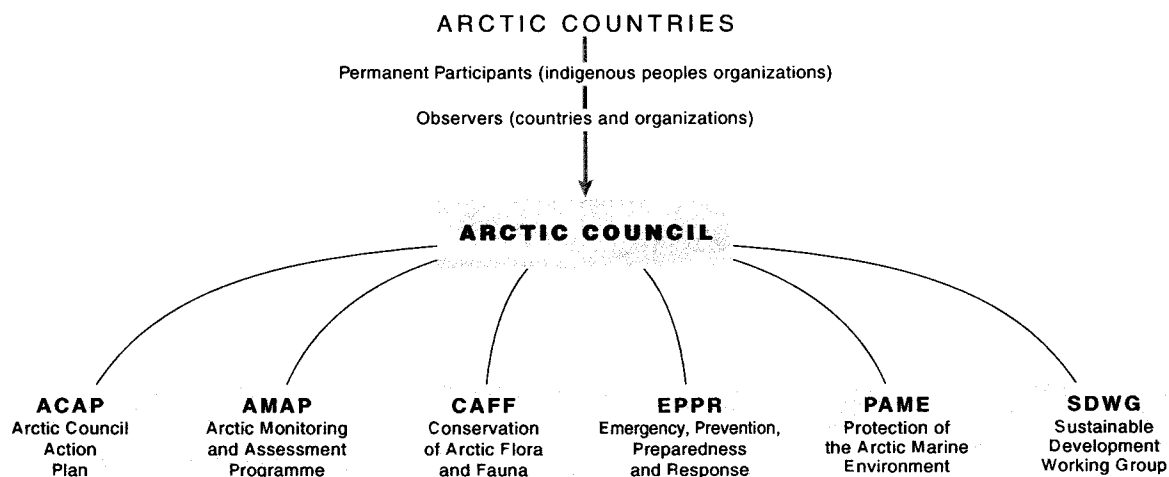 ARCTIC COUNTRIES
Permanent Participants (indigenous peoples organizations)
Observers (countries and organizations)
ARCTIC COUNCIL
ACAP
Arctic Council
Action
Plan
AMAP
Arctic Monitoring
and Assessment
Programme
CAFF
Conservation
of Arctic Flora
and Fauna
EPPR
Emergency, Prevention,
Preparedness
and Response
PAME
Protection of
the Arctic Marine
Environment
SDWG
Sustainable
Development
Working Group